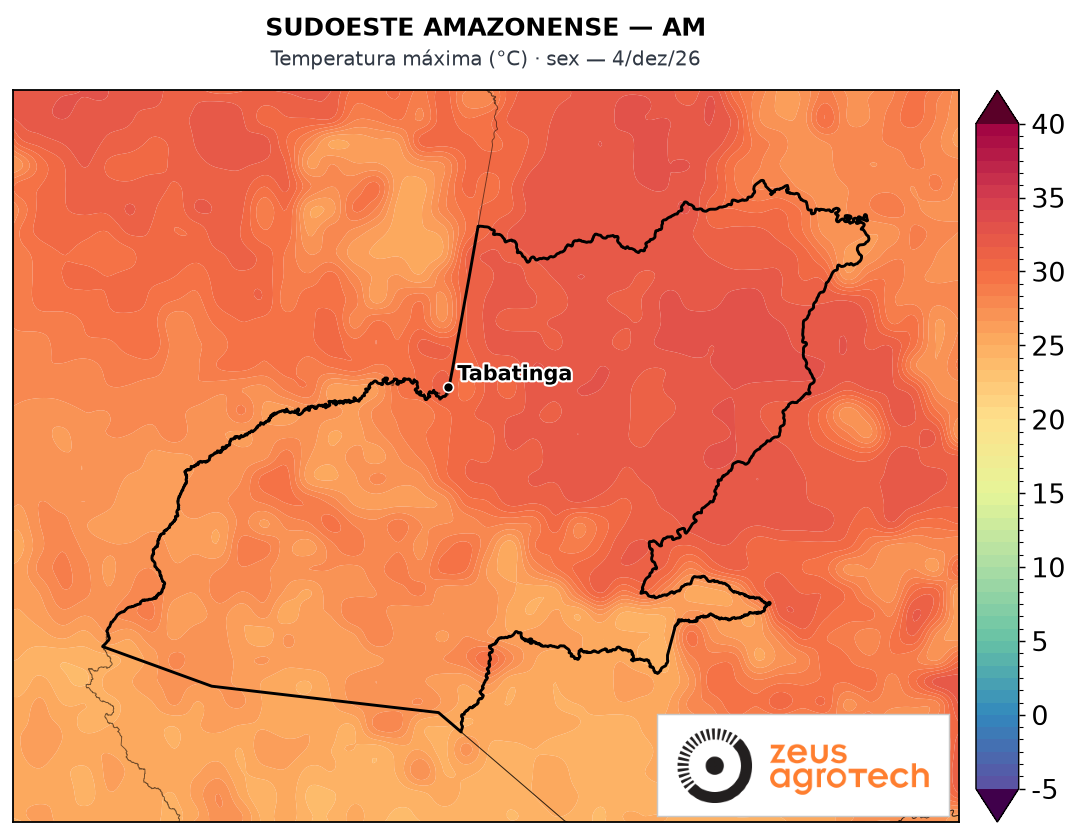 SUDOESTE AMAZONENSE — AM
Temperatura máxima (°C) · sex — 4/dez/26
Tabatinga
40
35
30
25
20
15
10
5
0
-5
zeus
agrotech